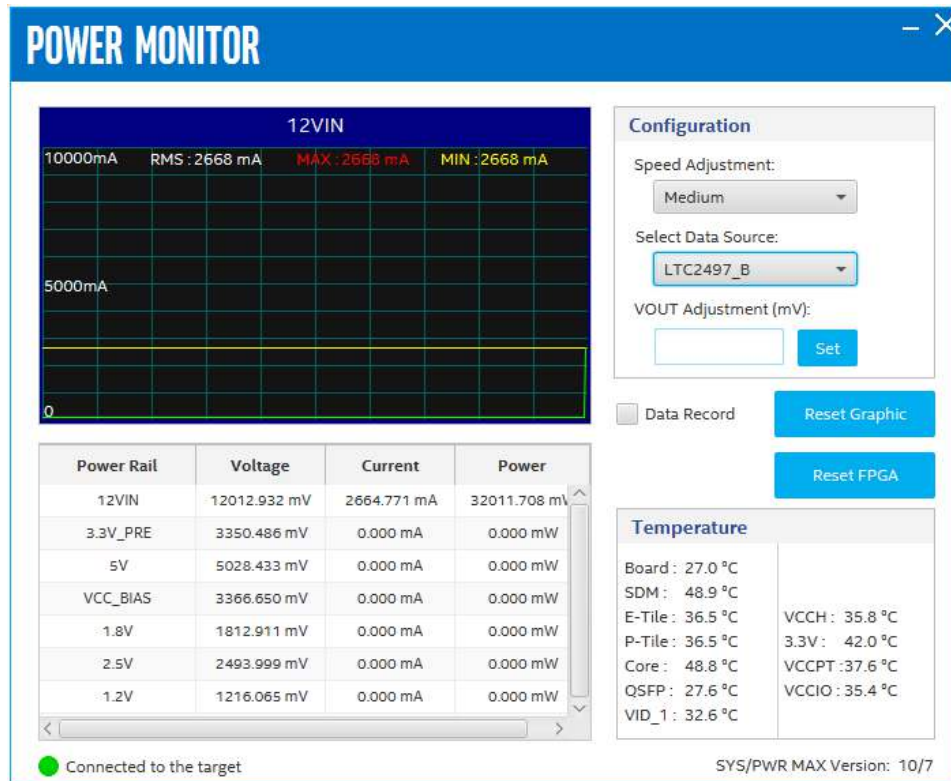 POWER MONITOR
12VIN
10000mA RMS : 2668 mA MAX : 2668 mA MIN : 2668 mA
5000mA
0
Configuration
Speed Adjustment:
Medium
Select Data Source:
LTC2497_B
VOUT Adjustment (mV):
Set
Data Record Reset Graphic
Reset FPGA
Power Rail Voltage Current Power
12VIN 12012.932 mV 2664.771 mA 32011.708 mW
3.3V_PRE 3350.486 mV 0.000 mA 0.000 mW
5V 5028.433 mV 0.000 mA 0.000 mW
VCC_BIAS 3366.650 mV 0.000 mA 0.000 mW
1.8V 1812.911 mV 0.000 mA 0.000 mW
2.5V 2493.999 mV 0.000 mA 0.000 mW
1.2V 1216.065 mV 0.000 mA 0.000 mW
Temperature
Board : 27.0 °C
SDM : 48.9 °C
E-Tile : 36.5 °C
P-Tile : 36.5 °C
Core : 48.8 °C
QSFP : 27.6 °C
VID_1 : 32.6 °C
VCCH : 35.8 °C
3.3V : 42.0 °C
VCCPT :37.6 °C
VCCIO : 35.4 °C
Connected to the target
SYS/PWR MAX Version: 10/7